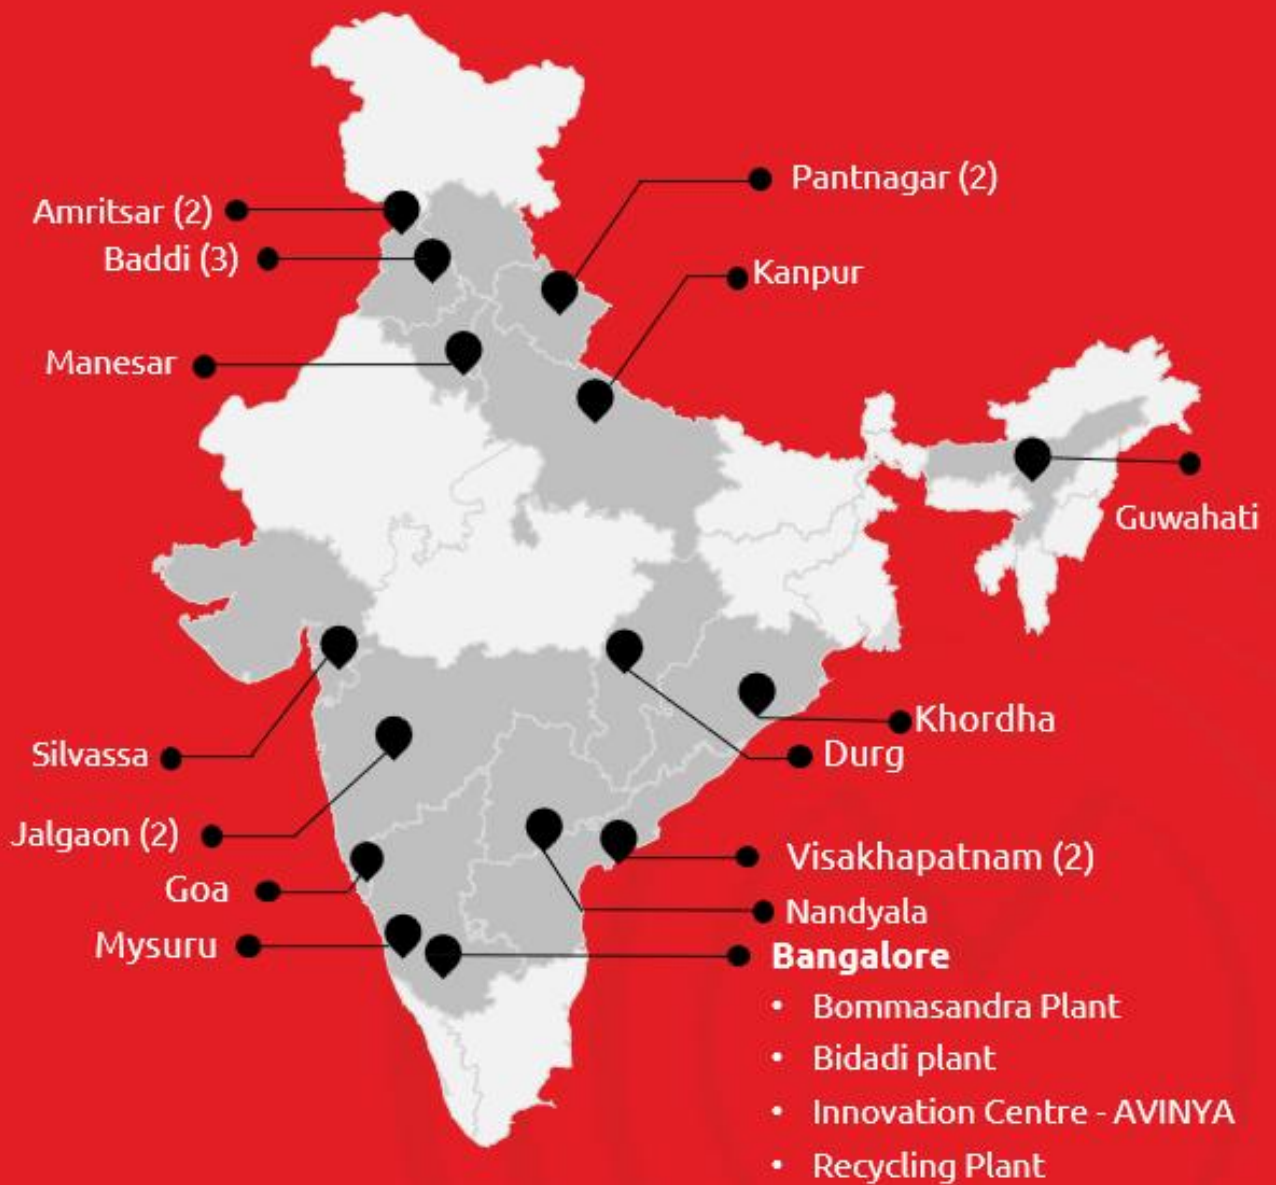 Pantnagar (2)
Amritsar (2)
Baddi (3)
Kanpur
Manesar
Guwahati
Khordha
Silvassa
Durg
Jalgaon (2)
Visakhapatnam (2)
Goa
Nandyala
Mysuru
Bangalore
• Bommasandra Plant
• Bidadi plant
• Innovation Centre - AVINYA
• Recycling Plant